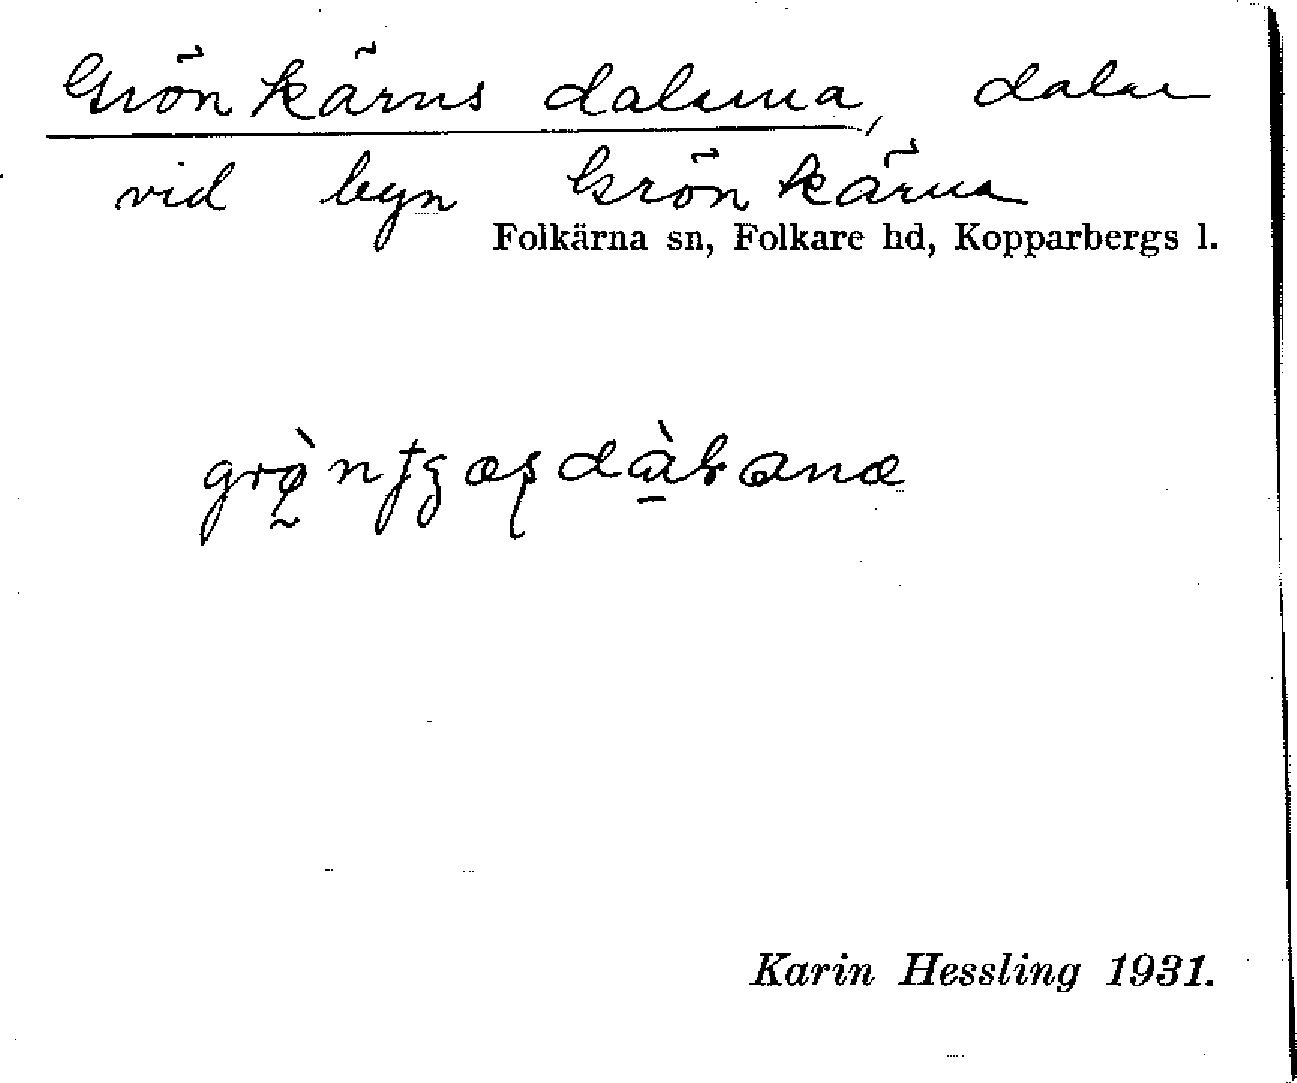 Grönkärns dalarna, dalar
vid byn Grönkärna
Folkärna sn, Folkare hd, Kopparbergs l.
Karin Hessling 1931.